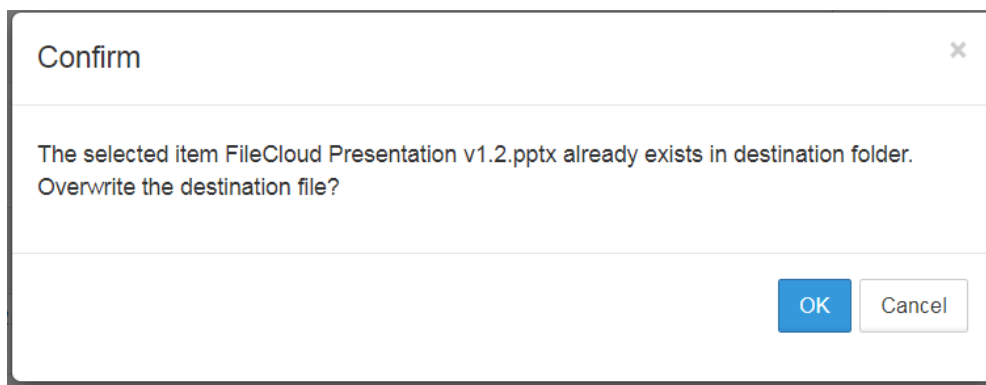 Confirm
×
The selected item FileCloud Presentation v1.2.pptx already exists in destination folder.
Overwrite the destination file?
OK
Cancel